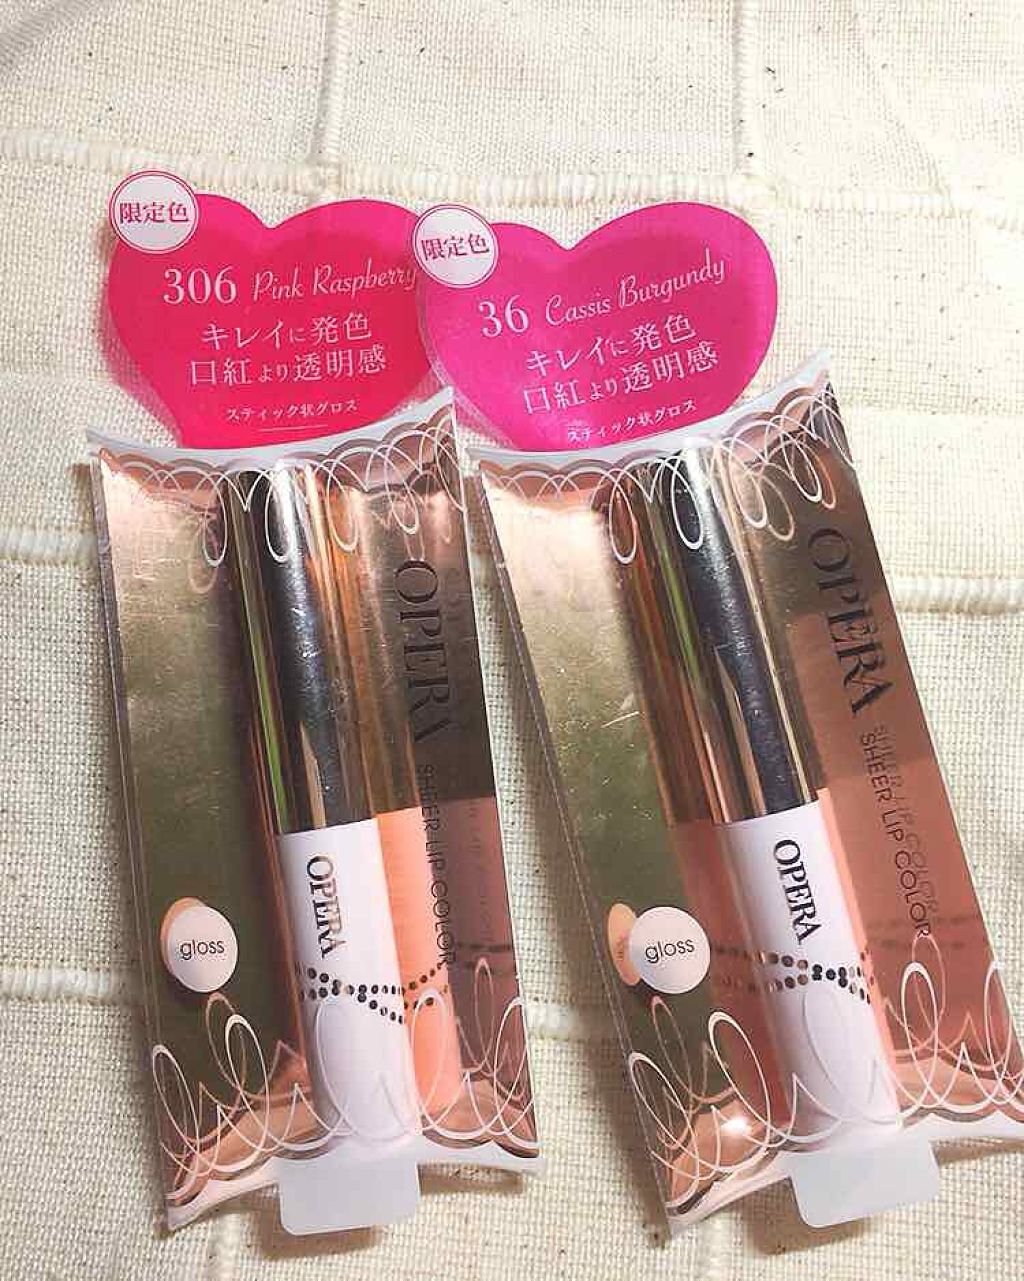 限定色
306 Pink Raspberry
キレイに発色
口紅より透明感
スティック状グロス
OPERA
SHEER LIP COLOR
OPERA
gloss
限定色
36 Cassis Burgundy
キレイに発色
口紅より透明感
スティック状グロス
OPERA
SHEER LIP COLOR
OPERA
gloss